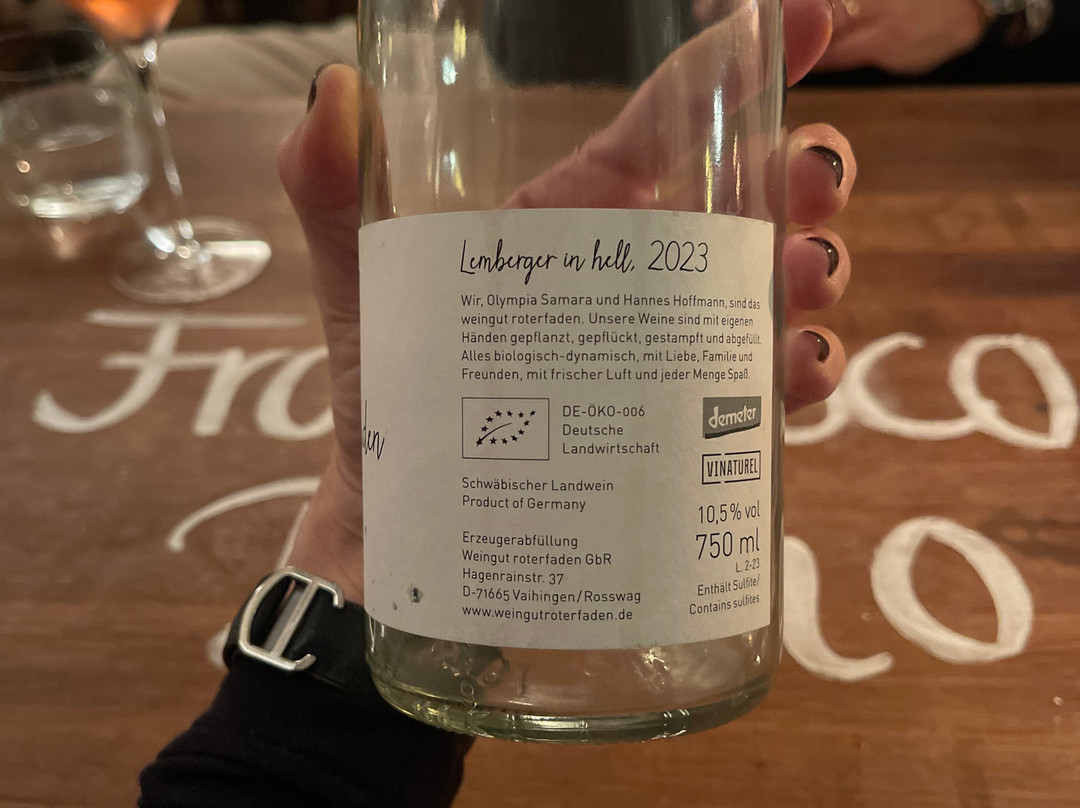 Lemberger in hell, 2023
Wir, Olympia Samara und Hannes Hoffmann, sind das
weingut roterfaden. Unsere Weine sind mit eigenen
Händen gepflanzt, gepflückt, gestampft und abgefüllt.
Alles biologisch-dynamisch, mit Liebe, Familie und
Freunden, mit frischer Luft und jeder Menge Spaß.
DE-ÖKO-006
Deutsche
Landwirtschaft
demeter
VINATUREL
Schwäbischer Landwein
Product of Germany
10,5% vol
750 ml
L. 2-23
Enthält Sulfite/
Contains sulfites
Erzeugerabfüllung
Weingut roterfaden GbR
Hagenrainstr. 37
D-71665 Vaihingen/Rosswag
www.weingutroterfaden.de